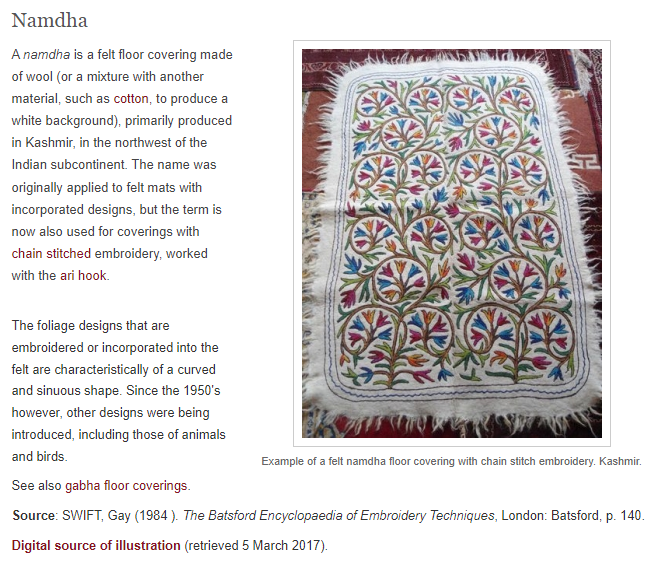 Namdha
A namdha is a felt floor covering made
of wool (or a mixture with another
material, such as cotton, to produce a
white background), primarily produced
in Kashmir, in the northwest of the
Indian subcontinent. The name was
originally applied to felt mats with
incorporated designs, but the term is
now also used for coverings with
chain stitched embroidery, worked
with the ari hook.
The foliage designs that are
embroidered or incorporated into the
felt are characteristically of a curved
and sinuous shape. Since the 1950's
however, other designs were being
introduced, including those of animals
and birds.
Example of a felt namdha floor covering with chain stitch embroidery. Kashmir.
See also gabha floor coverings.
Source: SWIFT, Gay (1984 ). The Batsford Encyclopaedia of Embroidery Techniques, London: Batsford, p. 140.
Digital source of illustration (retrieved 5 March 2017).